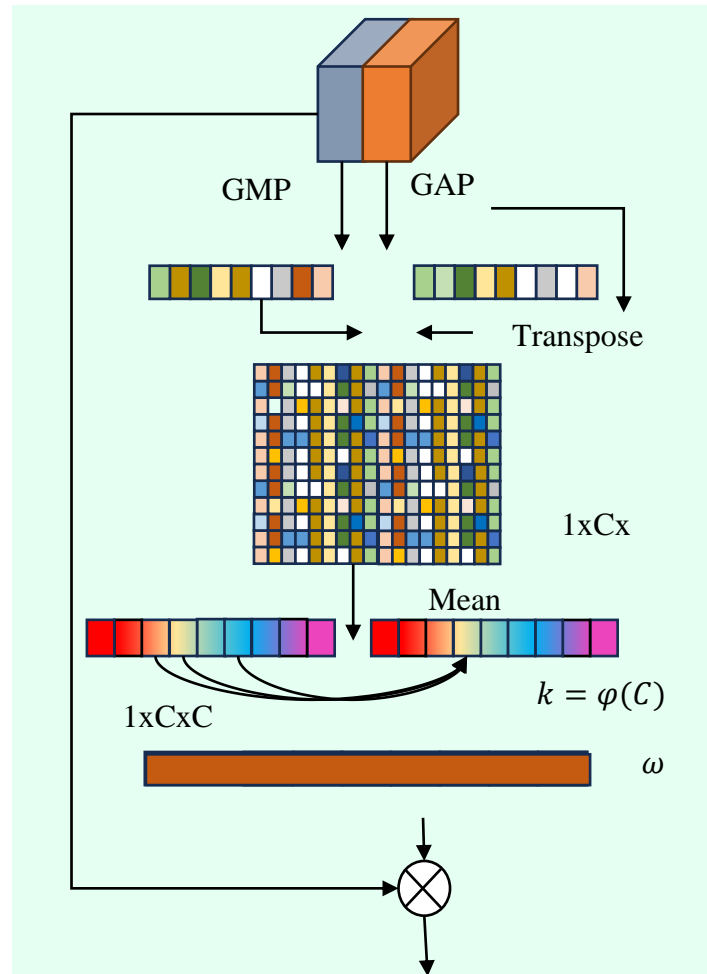 GMP
GAP
Transpose
1xCx
Mean
k = φ(C)
1xCxC
ω